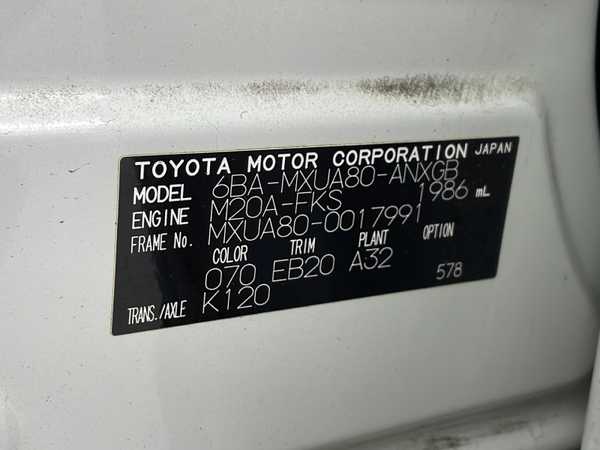 TOYOTA MOTOR CORPORATION JAPAN
MODEL 6BA-MXUA80-ANXGB
ENGINE M20A-FKS 1986 mL
FRAME No. MXUA80-0017991
COLOR TRIM PLANT OPTION
070 EB20 A32 578
TRANS./AXLE K120